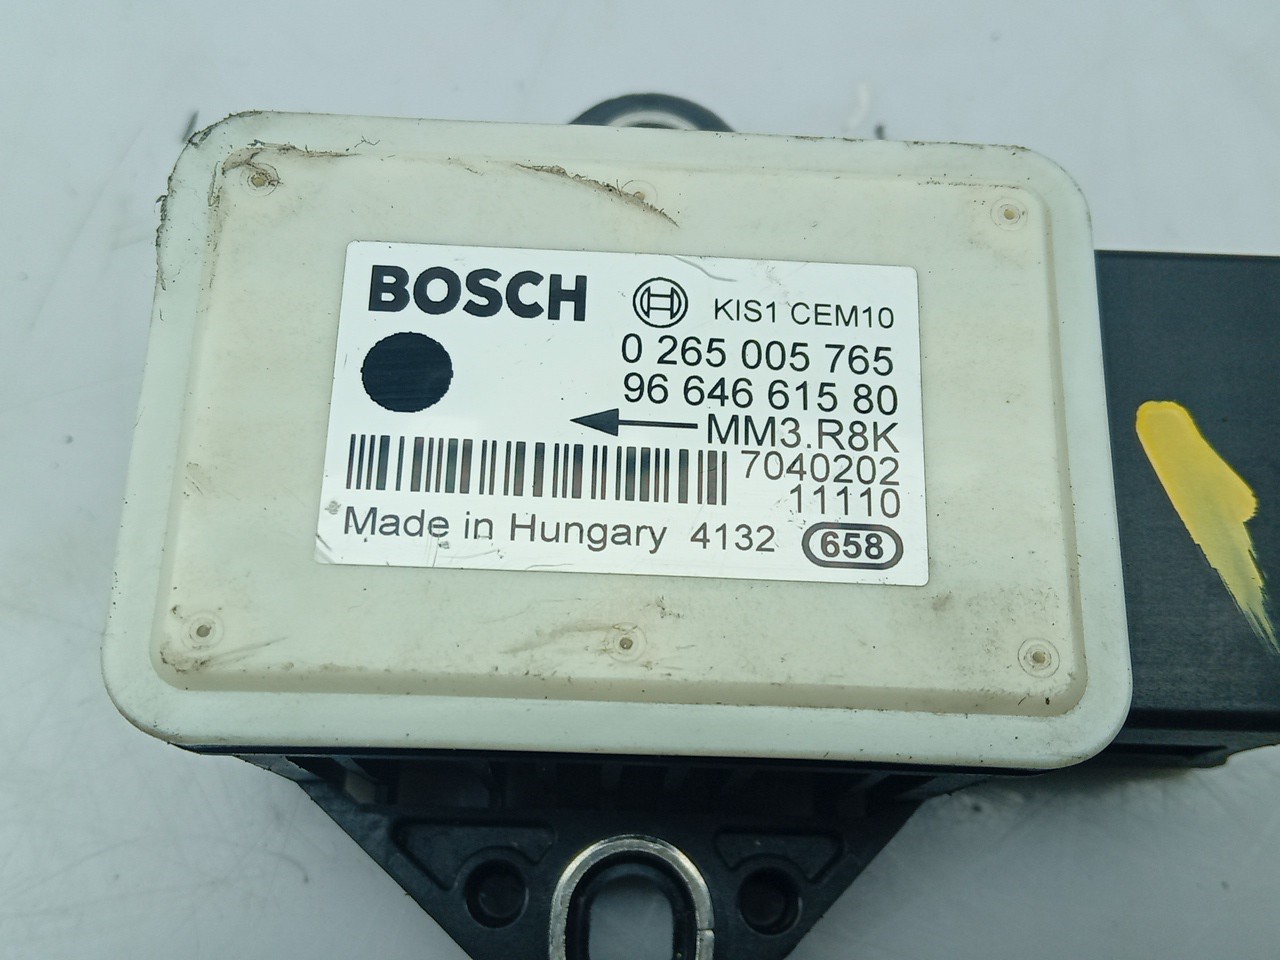 BOSCH
KIS1 CEM10
0 265 005 765
96 646 615 80
MM3.R8K
7040202
11110
Made in Hungary 4132 658